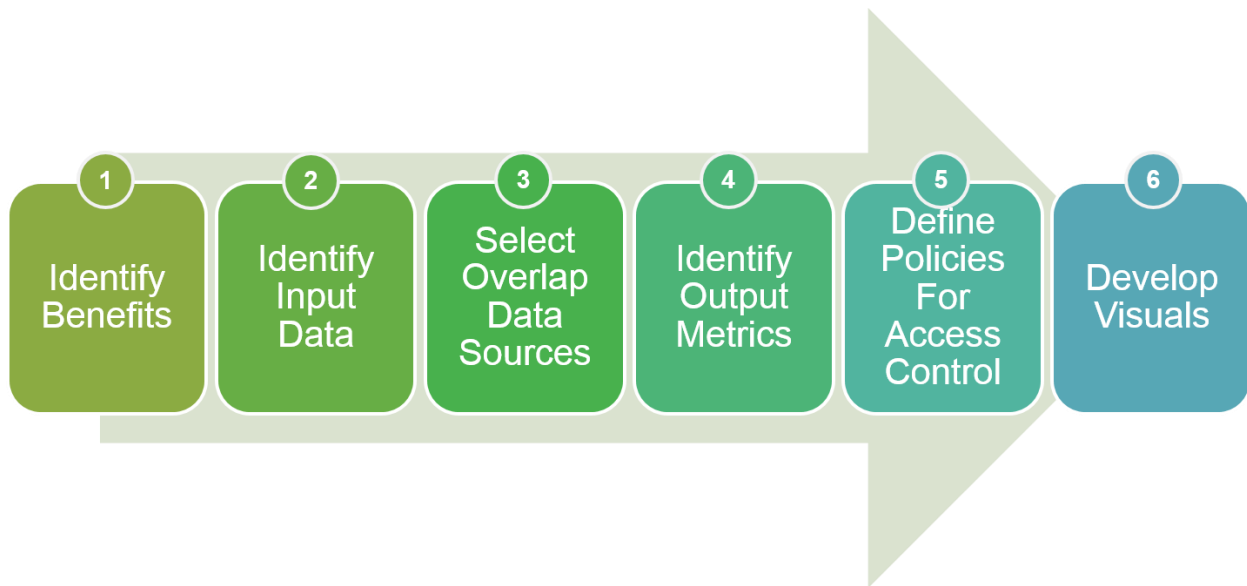 1
Identify
Benefits
2
Identify
Input
Data
3
Select
Overlap
Data
Sources
4
Identify
Output
Metrics
5
Define
Policies
For
Access
Control
6
Develop
Visuals